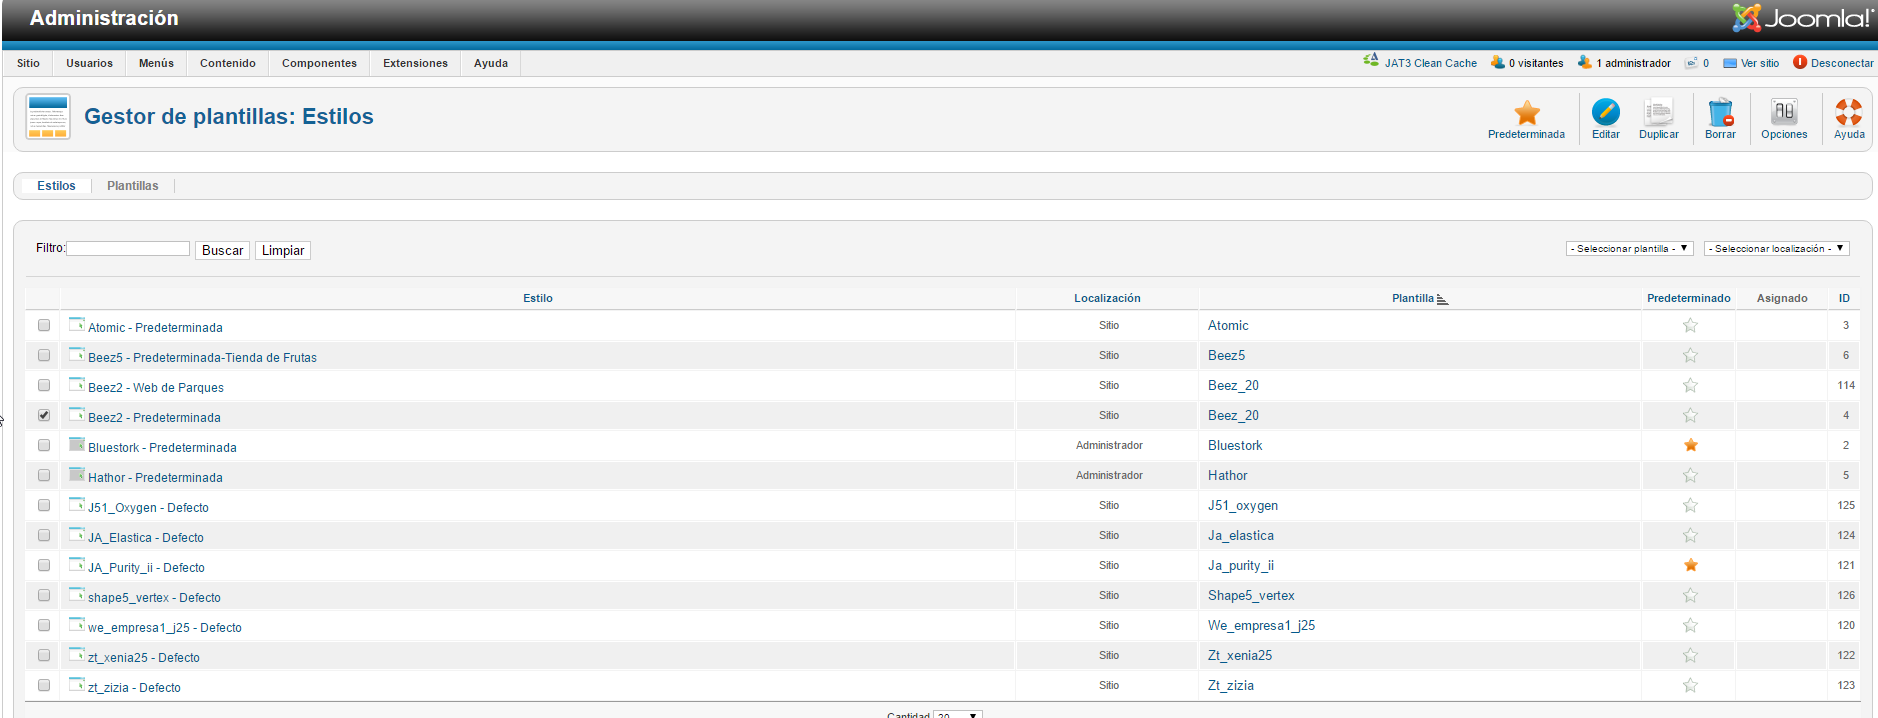 Administración
Joomla!
Sitio Usuarios Menús Contenido Componentes Extensiones Ayuda JAT3 Clean Cache 0 visitantes 1 administrador 0 Ver sitio Desconectar
Gestor de plantillas: Estilos
Predeterminada Editar Duplicar Borrar Opciones Ayuda
Estilos Plantillas
Filtro: Buscar Limpiar - Seleccionar plantilla - - Seleccionar localización -
Estilo Localización Plantilla Predeterminado Asignado ID
Atomic - Predeterminada Sitio Atomic 3
Beez5 - Predeterminada-Tienda de Frutas Sitio Beez5 6
Beez2 - Web de Parques Sitio Beez_20 114
Beez2 - Predeterminada Sitio Beez_20 4
Bluestork - Predeterminada Administrador Bluestork 2
Hathor - Predeterminada Administrador Hathor 5
J51_Oxygen - Defecto Sitio J51_oxygen 125
JA_Elastica - Defecto Sitio Ja_elastica 124
JA_Purity_ii - Defecto Sitio Ja_purity_ii 121
shape5_vertex - Defecto Sitio Shape5_vertex 126
we_empresa1_j25 - Defecto Sitio We_empresa1_j25 120
zt_xenia25 - Defecto Sitio Zt_xenia25 122
zt_zizia - Defecto Sitio Zt_zizia 123
Cantidad 20